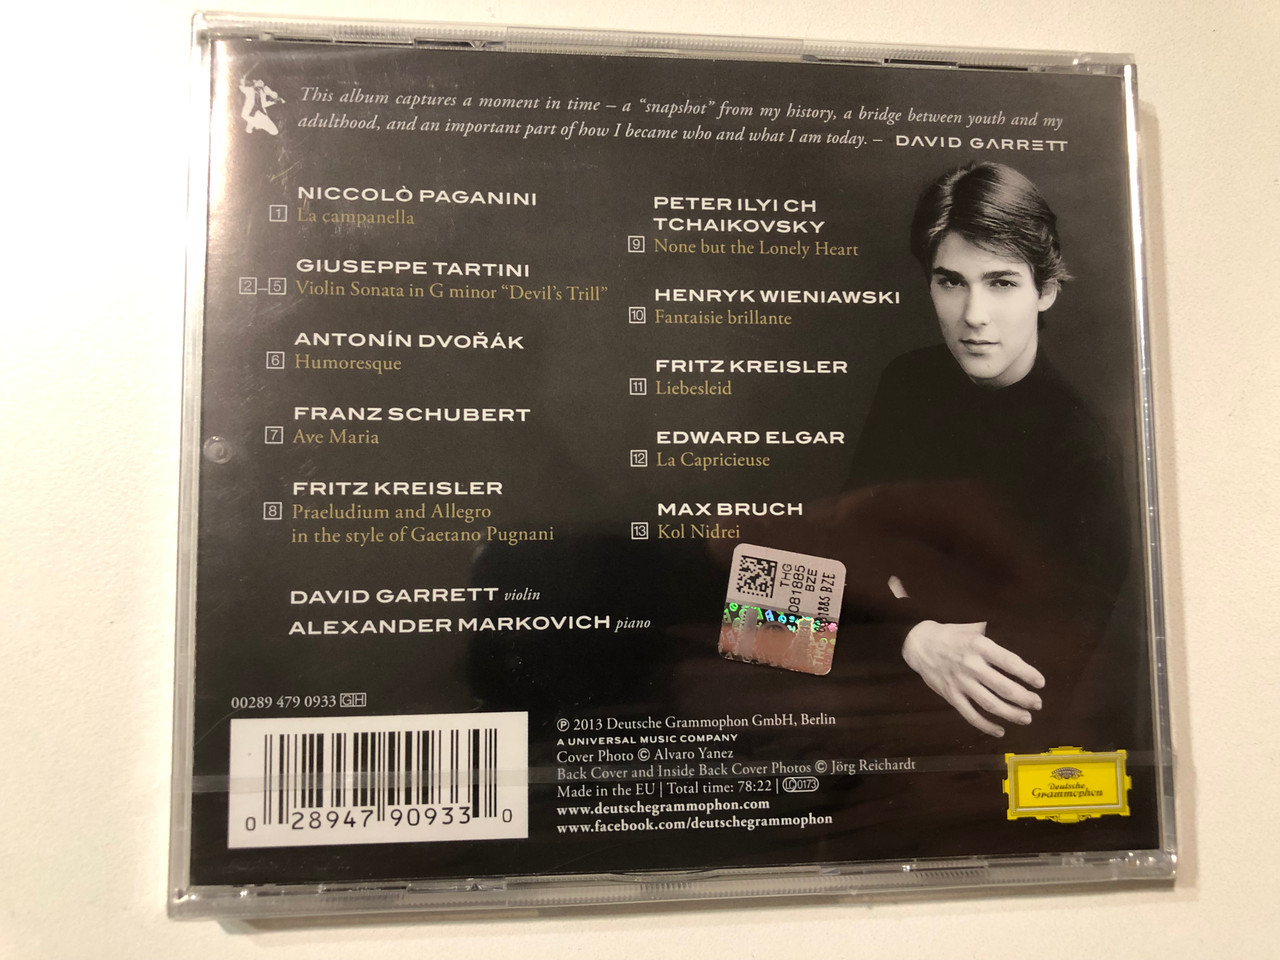 This album captures a moment in time – a “snapshot” from my history, a bridge between youth and my
adulthood, and an important part of how I became who and what I am today. – DAVID GARRETT
NICCOLÒ PAGANINI
1 La campanella
GIUSEPPE TARTINI
2–5 Violin Sonata in G minor “Devil’s Trill”
ANTONÍN DVOŘÁK
6 Humoresque
FRANZ SCHUBERT
7 Ave Maria
FRITZ KREISLER
8 Praeludium and Allegro
in the style of Gaetano Pugnani
PETER ILYI CH
TCHAIKOVSKY
9 None but the Lonely Heart
HENRYK WIENIAWSKI
10 Fantaisie brillante
FRITZ KREISLER
11 Liebesleid
EDWARD ELGAR
12 La Capricieuse
MAX BRUCH
13 Kol Nidrei
DAVID GARRETT violin
ALEXANDER MARKOVICH piano
THG
081885
BZE
00289 479 0933 GH
0 28947 90933 0
℗ 2013 Deutsche Grammophon GmbH, Berlin
A UNIVERSAL MUSIC COMPANY
Cover Photo © Alvaro Yanez
Back Cover and Inside Back Cover Photos © Jörg Reichardt
Made in the EU | Total time: 78:22 | LC0173
www.deutschegrammophon.com
www.facebook.com/deutschegrammophon
Deutsche
Grammophon